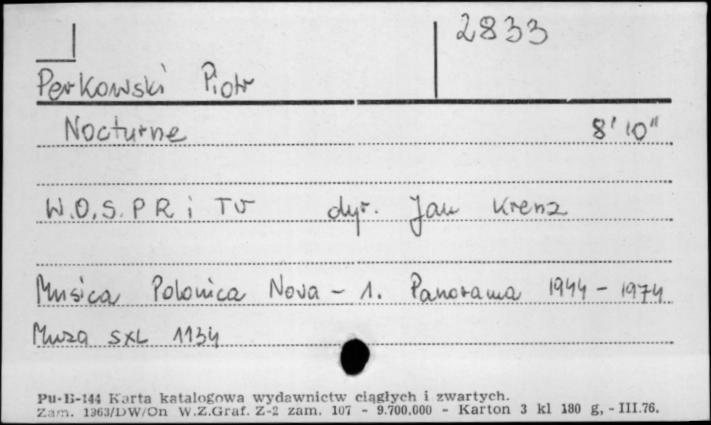 2833
Perkowski Piotr
Nocturne 8' 10"
W.O.S.P R i TV dyr. Jan Krenz
Musica Polonica Nova - 1. Panorama 1944 - 1974
Muza SXL 1134
Pu-B-144 Karta katalogowa wydawnictw ciągłych i zwartych.
Zam. 1363/DW/On W.Z.Graf. Z-2 zam. 107 - 9.700.000 - Karton 3 kl 180 g, - III.76.